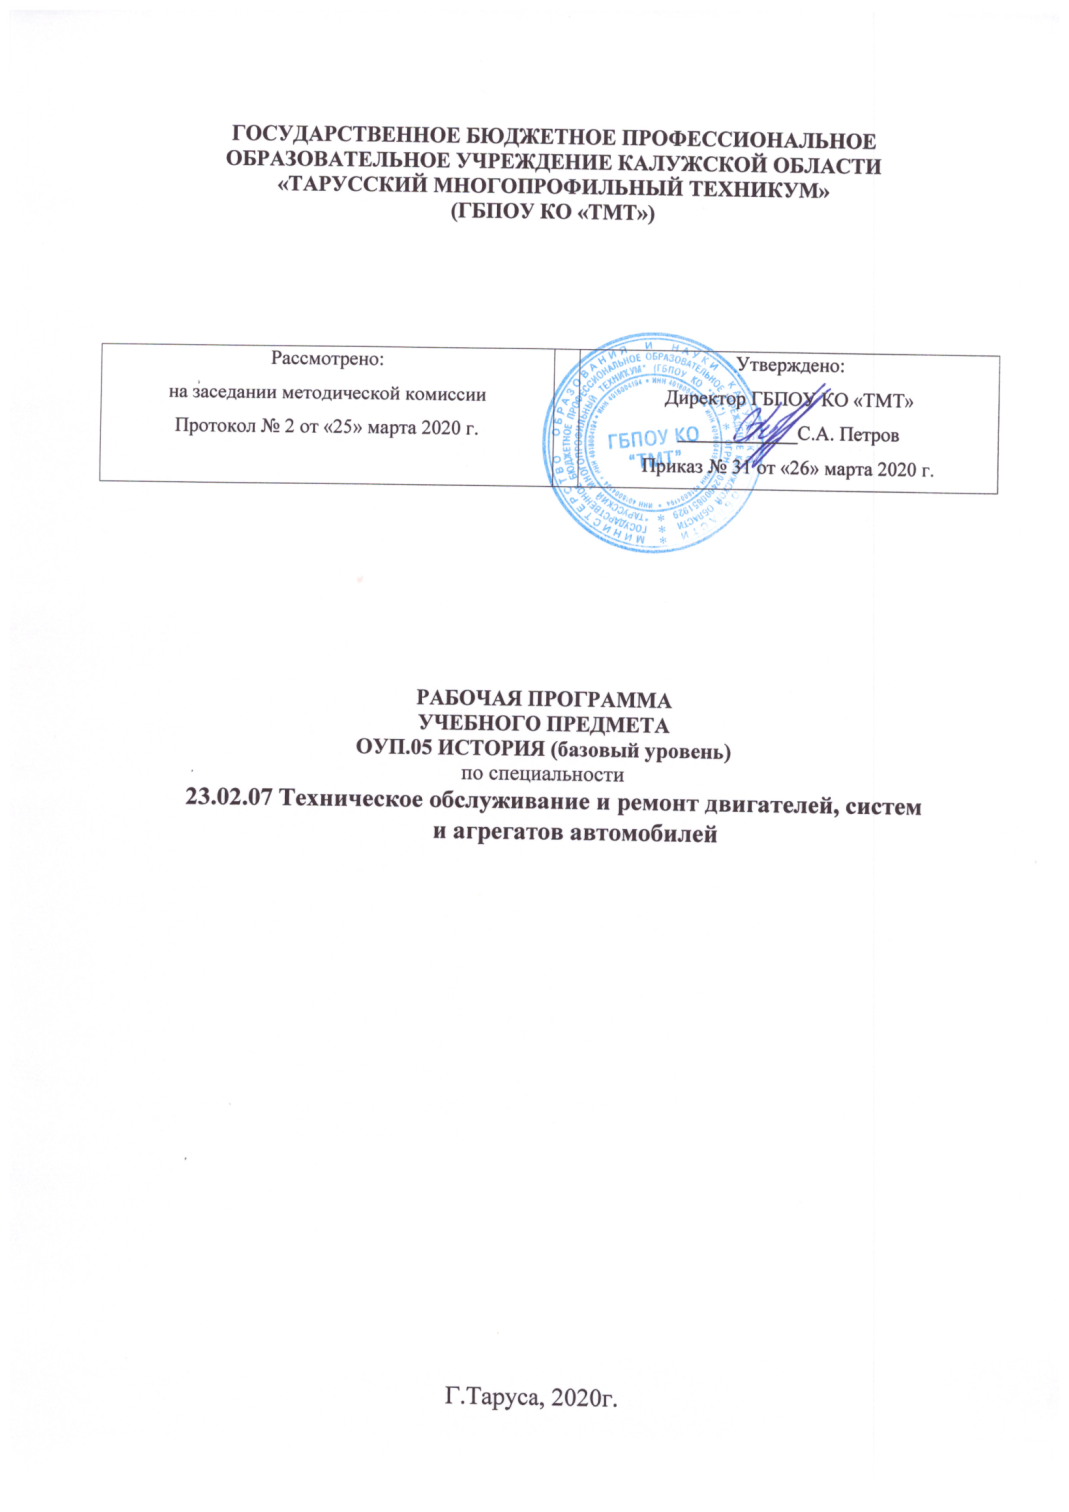 ГОСУДАРСТВЕННОЕ БЮДЖЕТНОЕ ПРОФЕССИОНАЛЬНОЕ
ОБРАЗОВАТЕЛЬНОЕ УЧРЕЖДЕНИЕ КАЛУЖСКОЙ ОБЛАСТИ
«ТАРУССКИЙ МНОГОПРОФИЛЬНЫЙ ТЕХНИКУМ»
(ГБПОУ КО «ТМТ»)
Рассмотрено:
на заседании методической комиссии
Протокол № 2 от «25» марта 2020 г.
Утверждено:
Директор ГБПОУ КО «ТМТ»
С.А. Петров
Приказ № 31 от «26» марта 2020 г.
ГБПОУ КО
"ТМТ"
РАБОЧАЯ ПРОГРАММА
УЧЕБНОГО ПРЕДМЕТА
ОУП.05 ИСТОРИЯ (базовый уровень)
по специальности
23.02.07 Техническое обслуживание и ремонт двигателей, систем
и агрегатов автомобилей
Г.Таруса, 2020г.